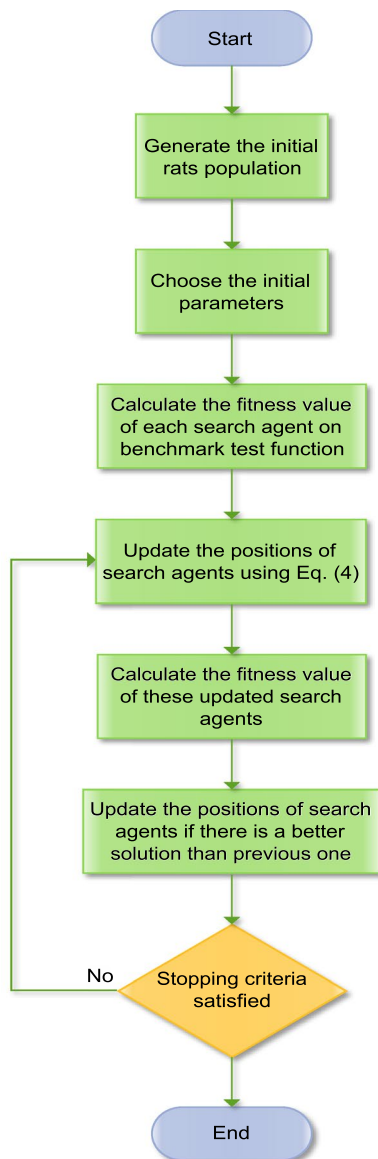 Start
Generate the initial
rats population
Choose the initial
parameters
Calculate the fitness value
of each search agent on
benchmark test function
Update the positions of
search agents using Eq. (4)
Calculate the fitness value
of these updated search
agents
Update the positions of search
agents if there is a better
solution than previous one
No
Stopping criteria
satisfied
End